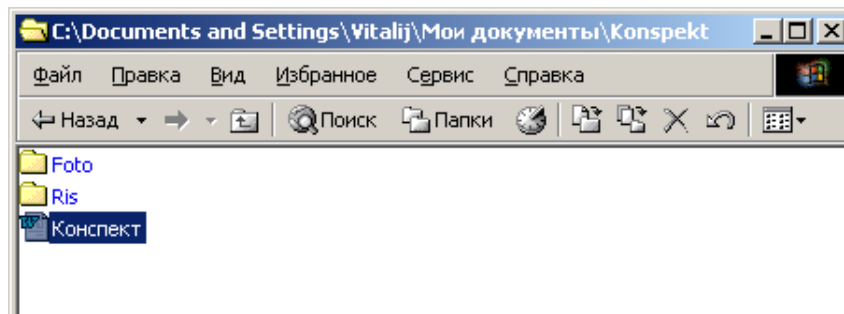 C:\Documents and Settings\Vitalij\Мои документы\Konspekt
Файл Правка Вид Избранное Сервис Справка
Назад Поиск Папки
Foto
Ris
Конспект